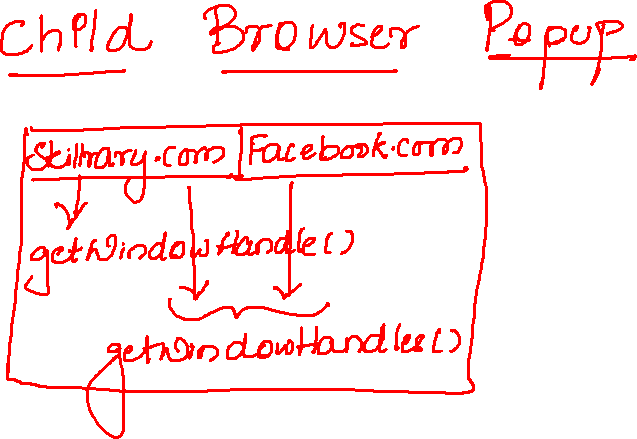 Child Browser Popup
Skillrary.com Facebook.com
getWindowHandle()
getWindowHandles()